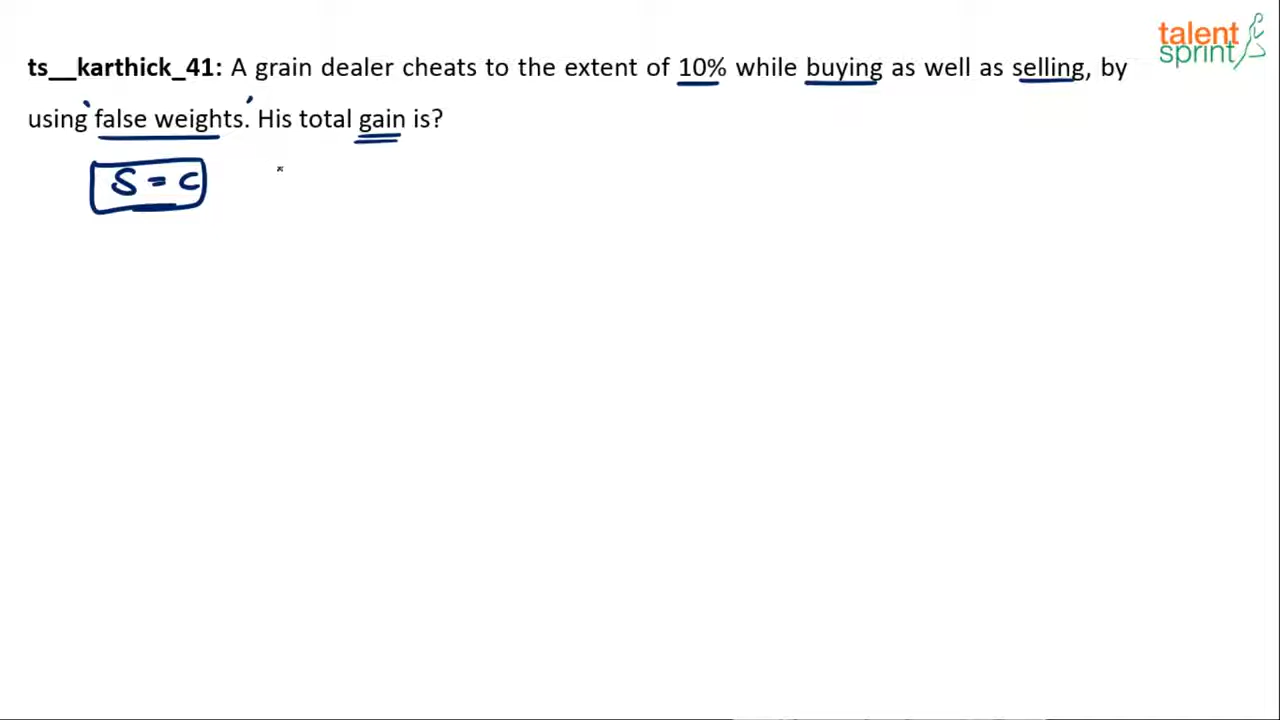 talent
sprint
ts__karthick_41: A grain dealer cheats to the extent of 10% while buying as well as selling, by
using false weights. His total gain is?
S = C